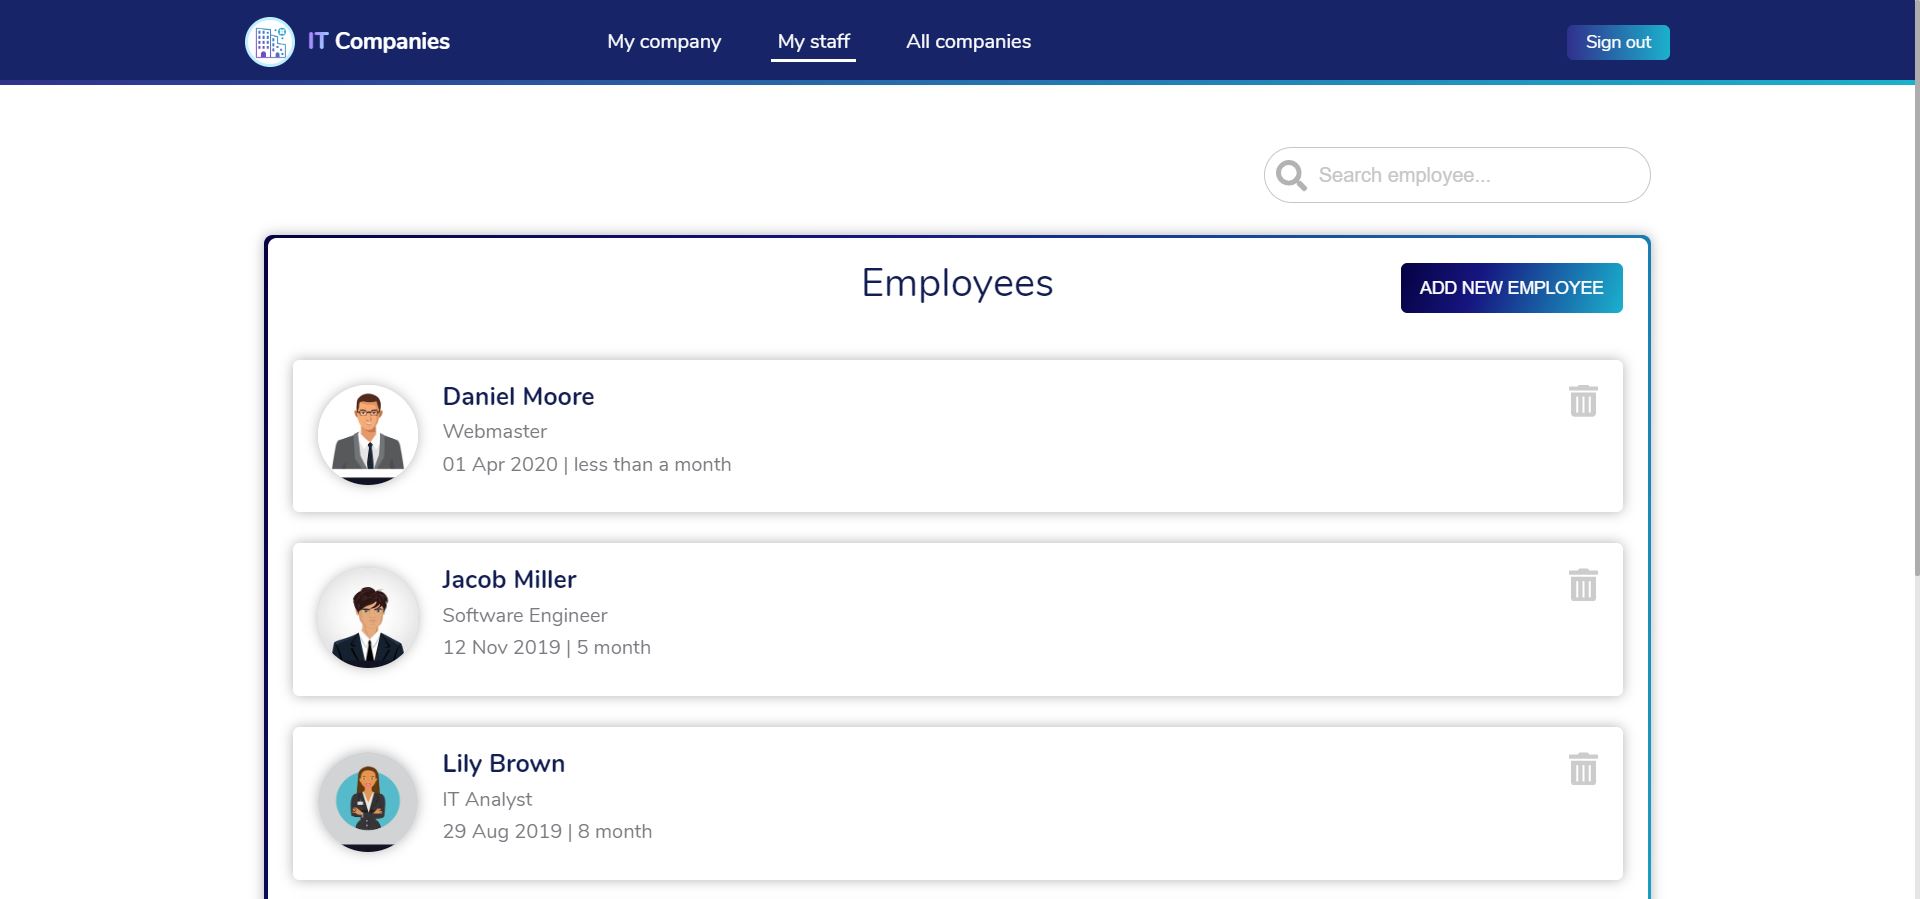 IT Companies
My company
My staff
All companies
Sign out
Search employee...
Employees
ADD NEW EMPLOYEE
Daniel Moore
Webmaster
01 Apr 2020 | less than a month
Jacob Miller
Software Engineer
12 Nov 2019 | 5 month
Lily Brown
IT Analyst
29 Aug 2019 | 8 month